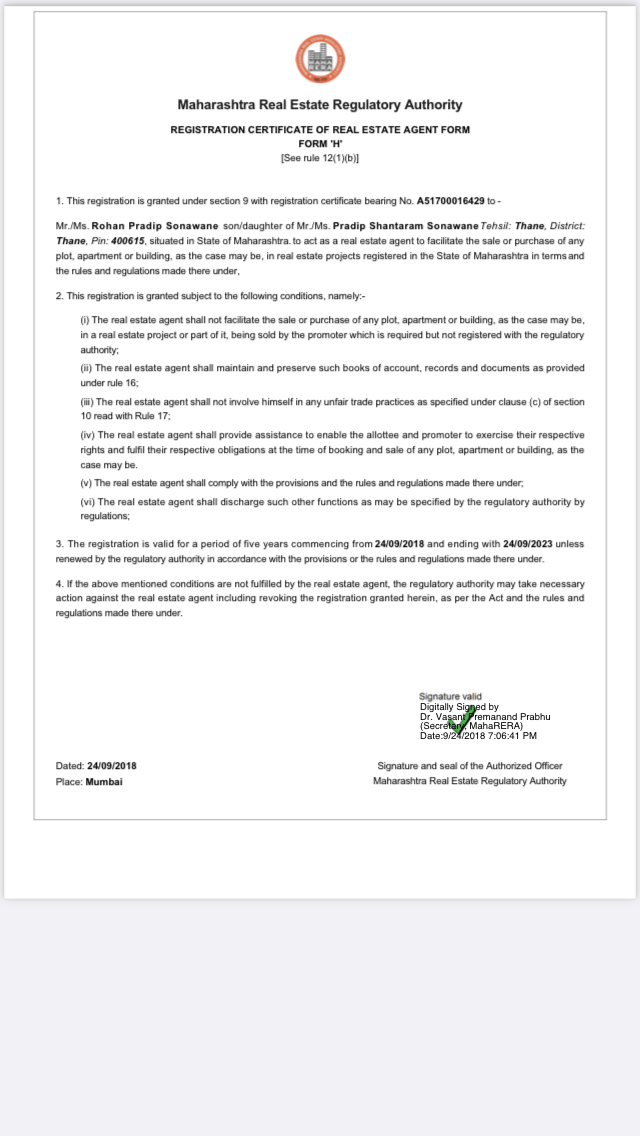 Maharashtra Real Estate Regulatory Authority
REGISTRATION CERTIFICATE OF REAL ESTATE AGENT FORM
FORM 'H'
[See rule 12(1)(b)]
1. This registration is granted under section 9 with registration certificate bearing No. A51700016429 to -
Mr./Ms. Rohan Pradip Sonawane son/daughter of Mr./Ms. Pradip Shantaram Sonawane Tehsil: Thane, District:
Thane, Pin: 400615, situated in State of Maharashtra. to act as a real estate agent to facilitate the sale or purchase of any
plot, apartment or building, as the case may be, in real estate projects registered in the State of Maharashtra in terms and
the rules and regulations made there under,
2. This registration is granted subject to the following conditions, namely:-
(i) The real estate agent shall not facilitate the sale or purchase of any plot, apartment or building, as the case may be,
in a real estate project or part of it, being sold by the promoter which is required but not registered with the regulatory
authority;
(ii) The real estate agent shall maintain and preserve such books of account, records and documents as provided
under rule 16;
(iii) The real estate agent shall not involve himself in any unfair trade practices as specified under clause (c) of section
10 read with Rule 17;
(iv) The real estate agent shall provide assistance to enable the allottee and promoter to exercise their respective
rights and fulfil their respective obligations at the time of booking and sale of any plot, apartment or building, as the
case may be.
(v) The real estate agent shall comply with the provisions and the rules and regulations made there under;
(vi) The real estate agent shall discharge such other functions as may be specified by the regulatory authority by
regulations;
3. The registration is valid for a period of five years commencing from 24/09/2018 and ending with 24/09/2023 unless
renewed by the regulatory authority in accordance with the provisions or the rules and regulations made there under.
4. If the above mentioned conditions are not fulfilled by the real estate agent, the regulatory authority may take necessary
action against the real estate agent including revoking the registration granted herein, as per the Act and the rules and
regulations made there under.
Signature valid
Digitally Signed by
Dr. Vasant Premanand Prabhu
(Secretary, MahaRERA)
Date:9/24/2018 7:06:41 PM
Dated: 24/09/2018
Place: Mumbai
Signature and seal of the Authorized Officer
Maharashtra Real Estate Regulatory Authority